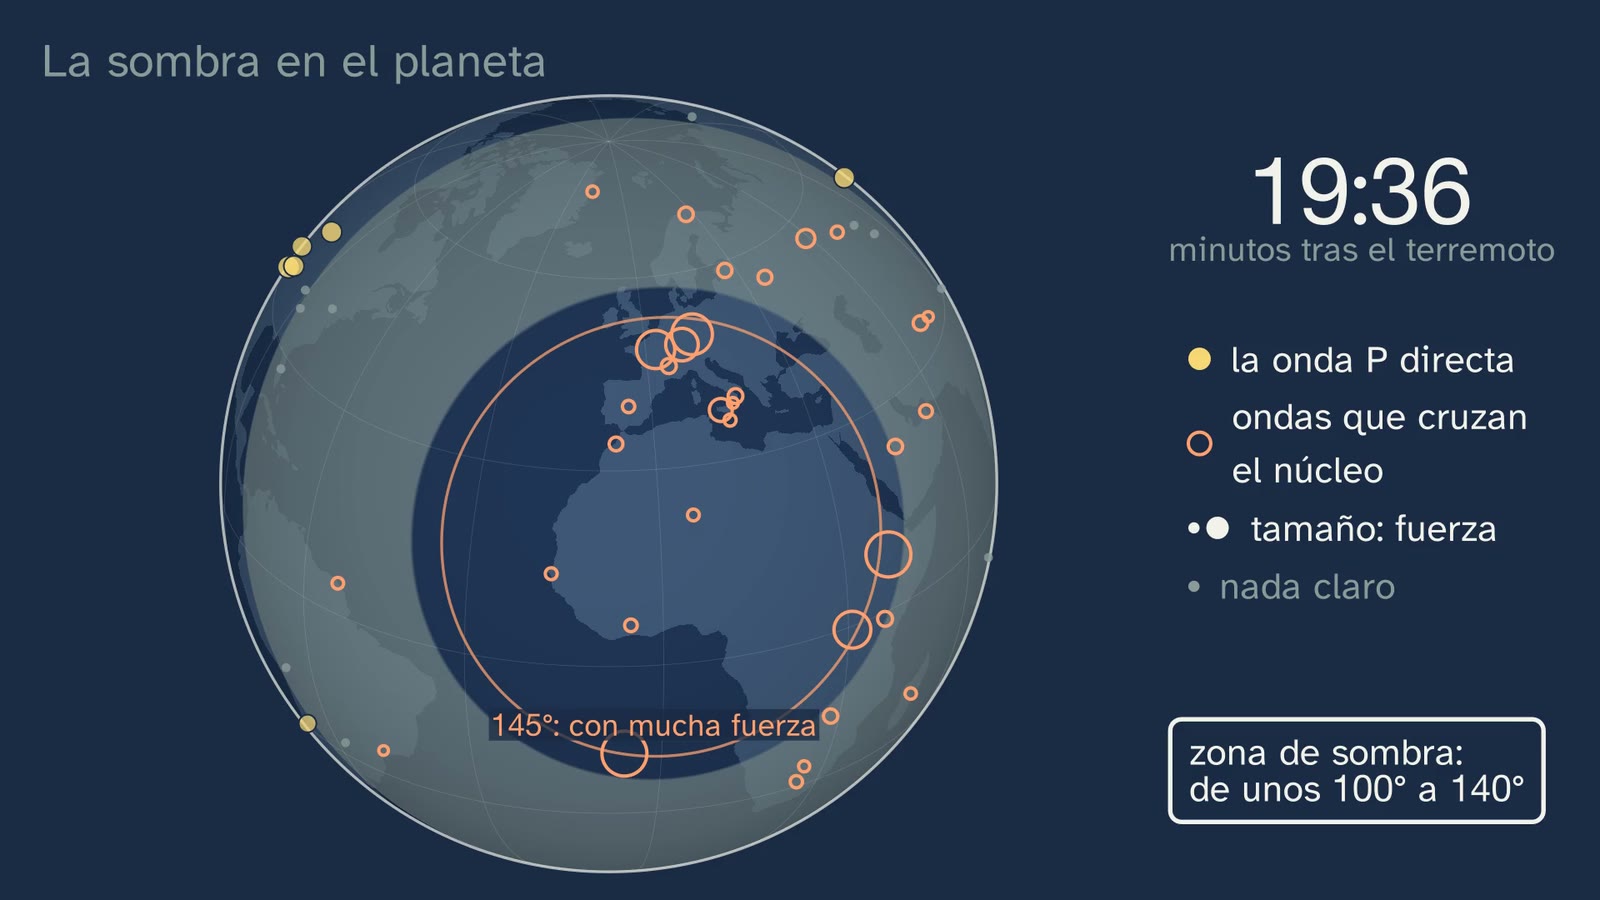 La sombra en el planeta
19:36
minutos tras el terremoto
la onda P directa
ondas que cruzan
el núcleo
tamaño: fuerza
nada claro
145°: con mucha fuerza
zona de sombra:
de unos 100° a 140°